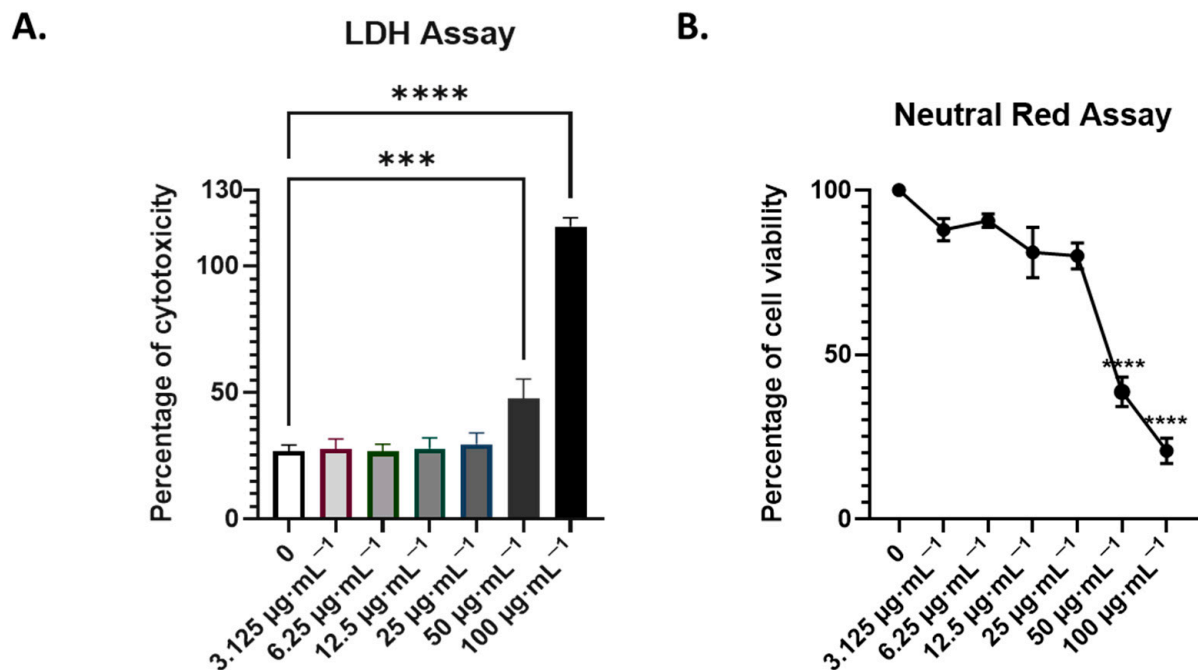 A.
LDH Assay
****
***
Percentage of cytotoxicity
130
100
50
0
0
3.125 µg·mL⁻¹
6.25 µg·mL⁻¹
12.5 µg·mL⁻¹
25 µg·mL⁻¹
50 µg·mL⁻¹
100 µg·mL⁻¹
B.
Neutral Red Assay
Percentage of cell viability
100
50
0
****
****
0
3.125 µg·mL⁻¹
6.25 µg·mL⁻¹
12.5 µg·mL⁻¹
25 µg·mL⁻¹
50 µg·mL⁻¹
100 µg·mL⁻¹